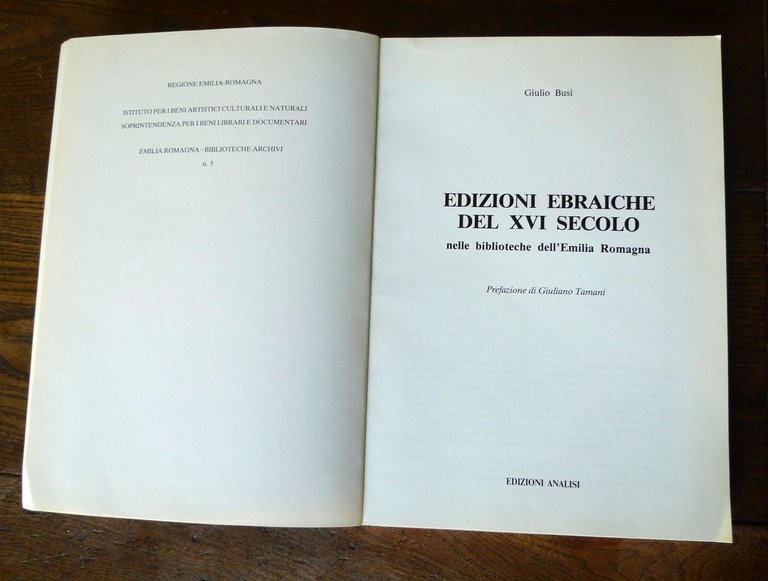 REGIONE EMILIA-ROMAGNA
ISTITUTO PER I BENI ARTISTICI CULTURALI E NATURALI
SOPRINTENDENZA PER I BENI LIBRARI E DOCUMENTARI
EMILIA ROMAGNA - BIBLIOTECHE ARCHIVI
n. 5
Giulio Busi
EDIZIONI EBRAICHE
DEL XVI SECOLO
nelle biblioteche dell'Emilia Romagna
Prefazione di Giuliano Tamani
EDIZIONI ANALISI